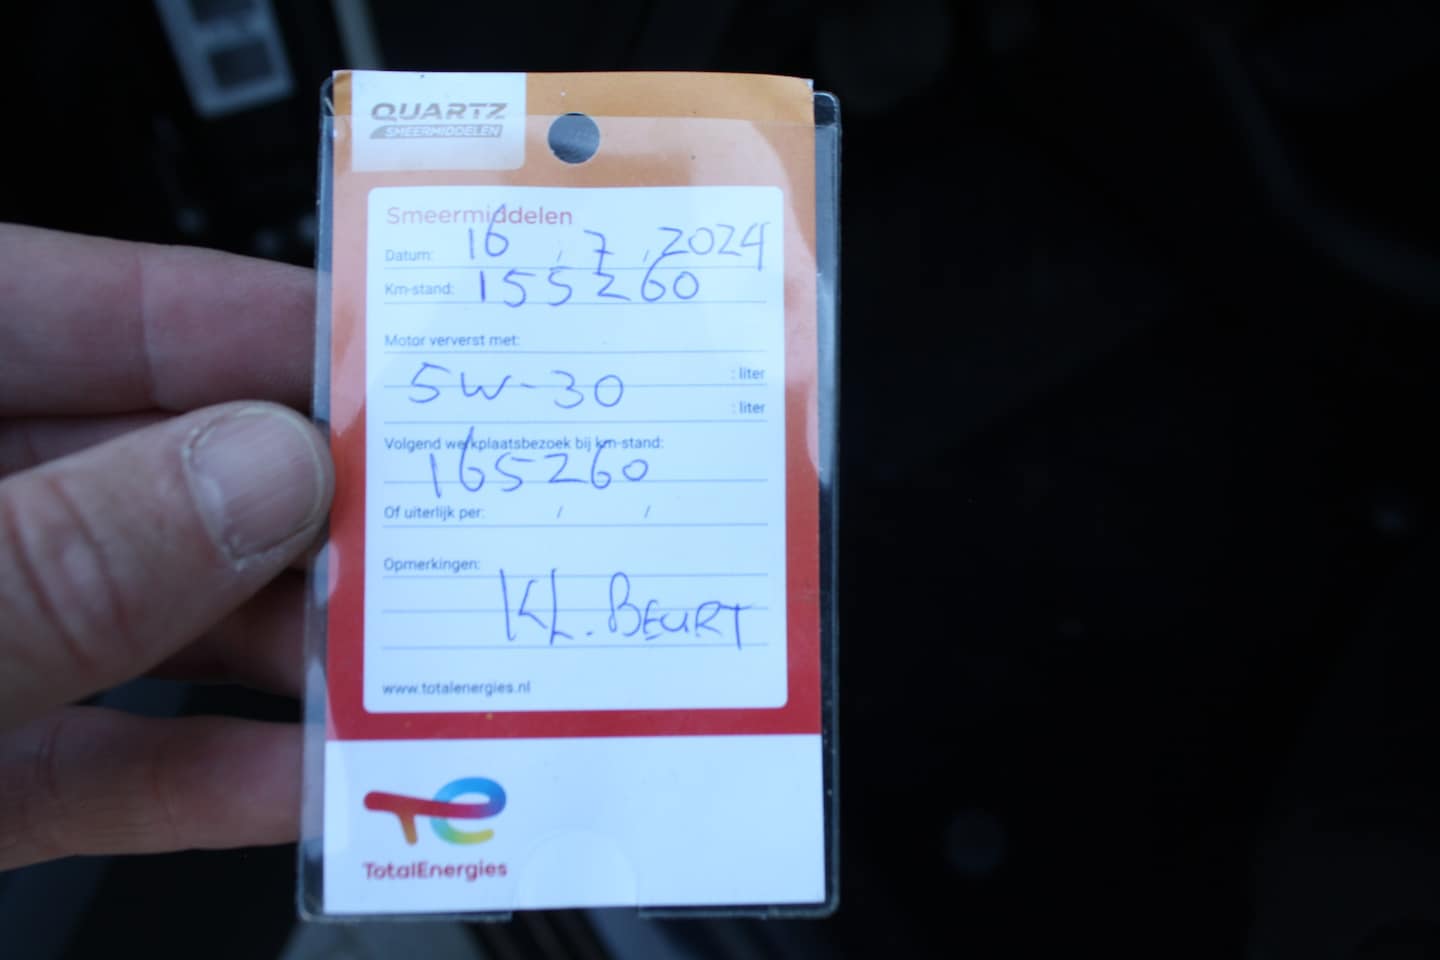 QUARTZ
SMEERMIDDELEN
Smeermiddelen
Datum: 16 / 7 / 2024
Km-stand: 155260
Motor ververst met:
5W-30 : liter
: liter
Volgend werkplaatsbezoek bij km-stand:
165260
Of uiterlijk per: / /
Opmerkingen:
KL. BEURT
www.totalenergies.nl
TotalEnergies